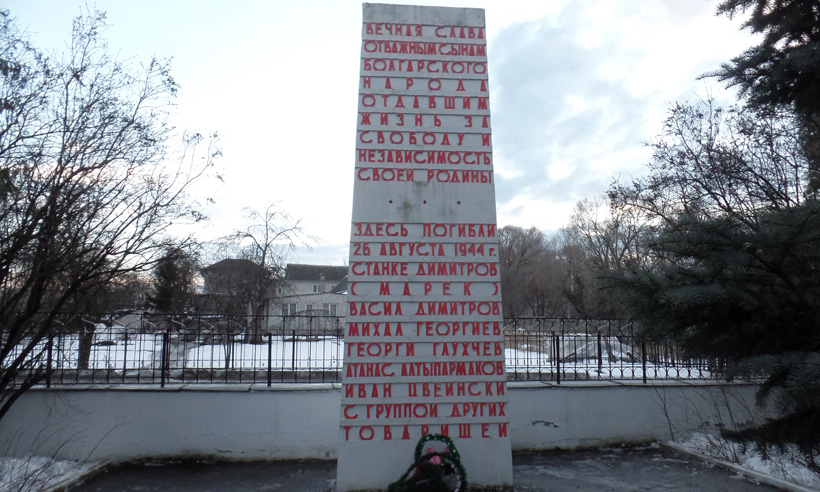 ВЕЧНАЯ СЛАВА
ОТВАЖНЫМ СЫНАМ
БОЛГАРСКОГО
НАРОДА
ОТДАВШИМ
ЖИЗНЬ ЗА
СВОБОДУ И
НЕЗАВИСИМОСТЬ
СВОЕЙ РОДИНЫ
* * *
ЗДЕСЬ ПОГИБЛИ
26 АВГУСТА 1944 г.
СТАНКЕ ДИМИТРОВ
(МАРЕК)
ВАСИЛ ДИМИТРОВ
МИХАЛ ГЕОРГИЕВ
ГЕОРГИ ГЛУХЧЕВ
АТАНАС АЛТЫПАРМАКОВ
ИВАН ЦВЕИНСКИ
С ГРУППОЙ ДРУГИХ
ТОВАРИЩЕЙ